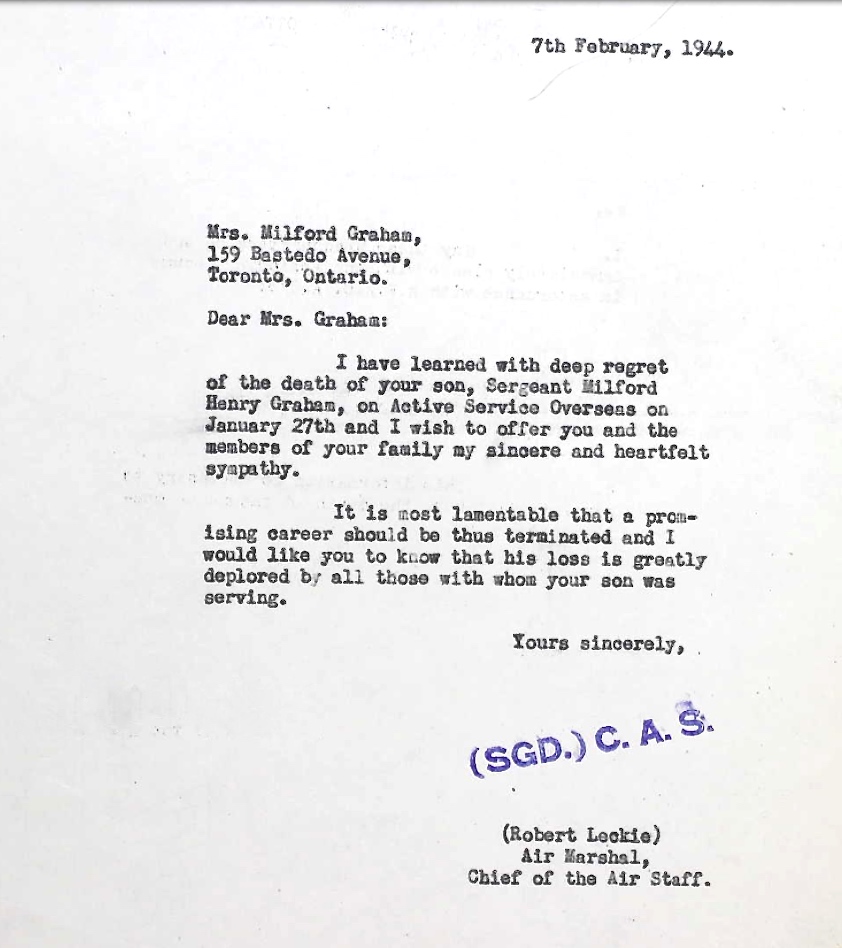 7th February, 1944.
Mrs. Milford Graham,
159 Bastedo Avenue,
Toronto, Ontario.
Dear Mrs. Graham:
I have learned with deep regret
of the death of your son, Sergeant Milford
Henry Graham, on Active Service Overseas on
January 27th and I wish to offer you and the
members of your family my sincere and heartfelt
sympathy.
It is most lamentable that a prom-
ising career should be thus terminated and I
would like you to know that his loss is greatly
deplored by all those with whom your son was
serving.
Yours sincerely,
(SGD.) C. A. S.
(Robert Leckie)
Air Marshal,
Chief of the Air Staff.